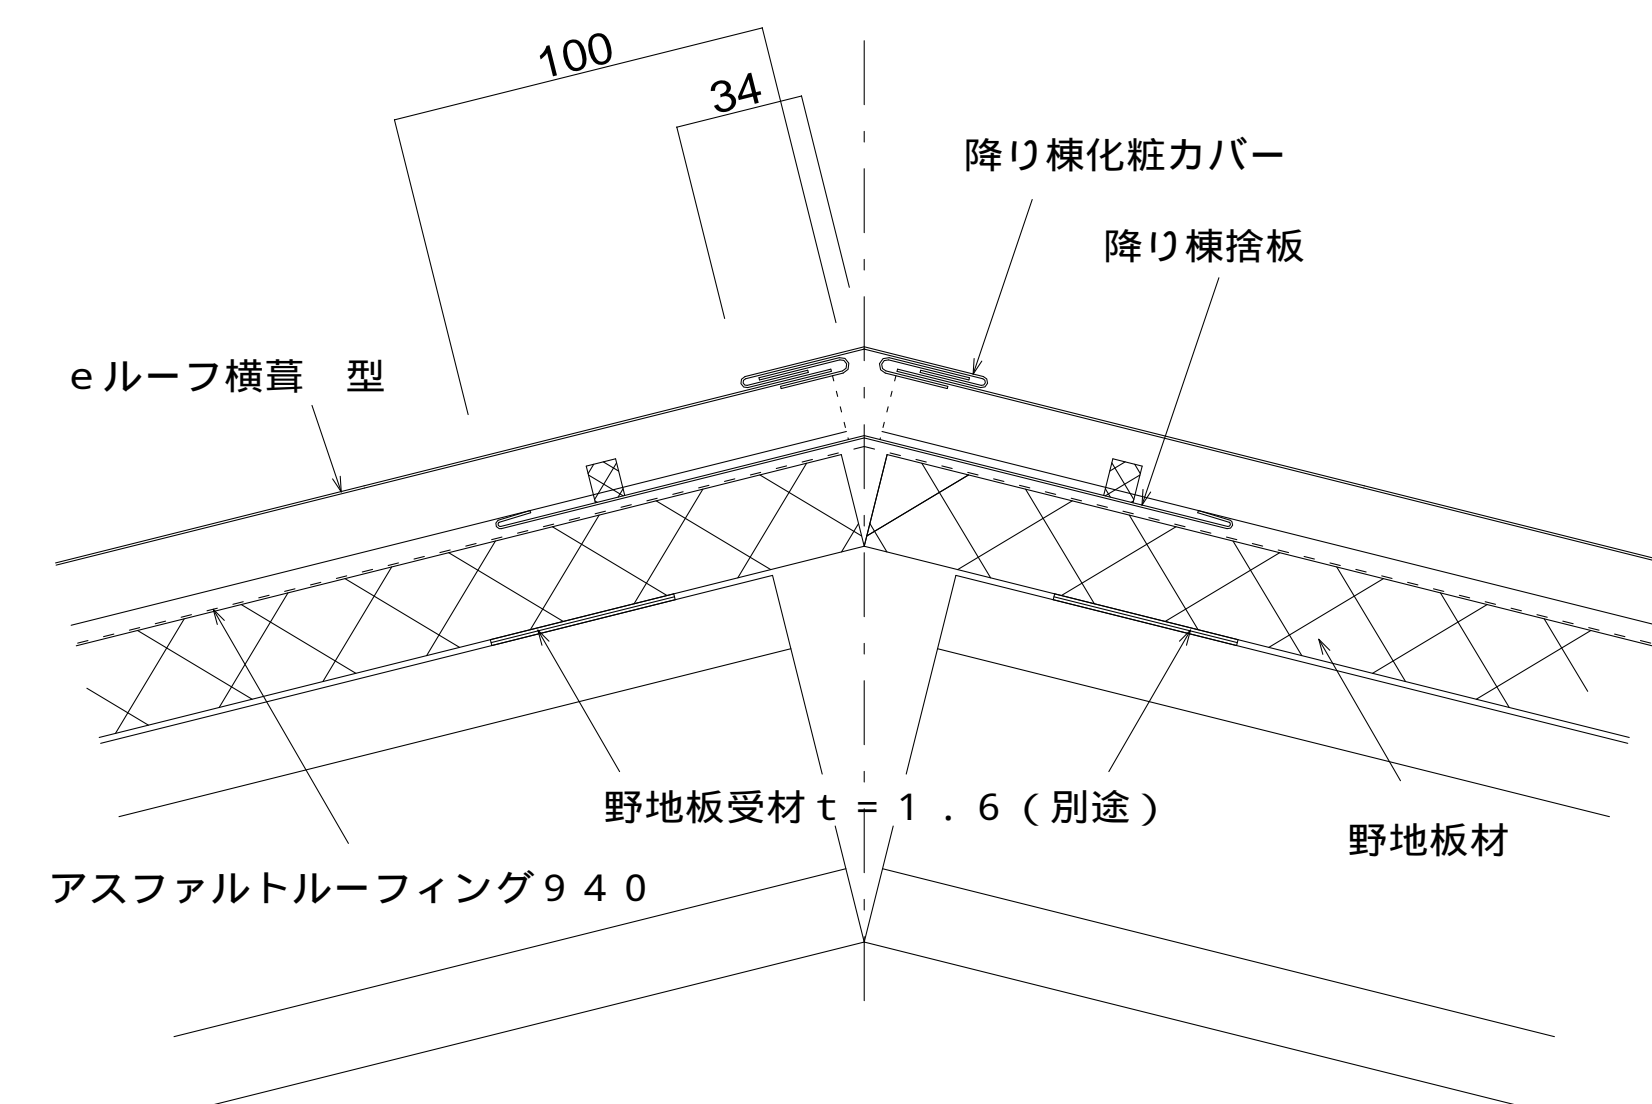 100
34
降り棟化粧カバー
降り棟捨板
eルーフ横葺　型
野地板受材t=1.6(別途)
野地板材
アスファルトルーフィング940